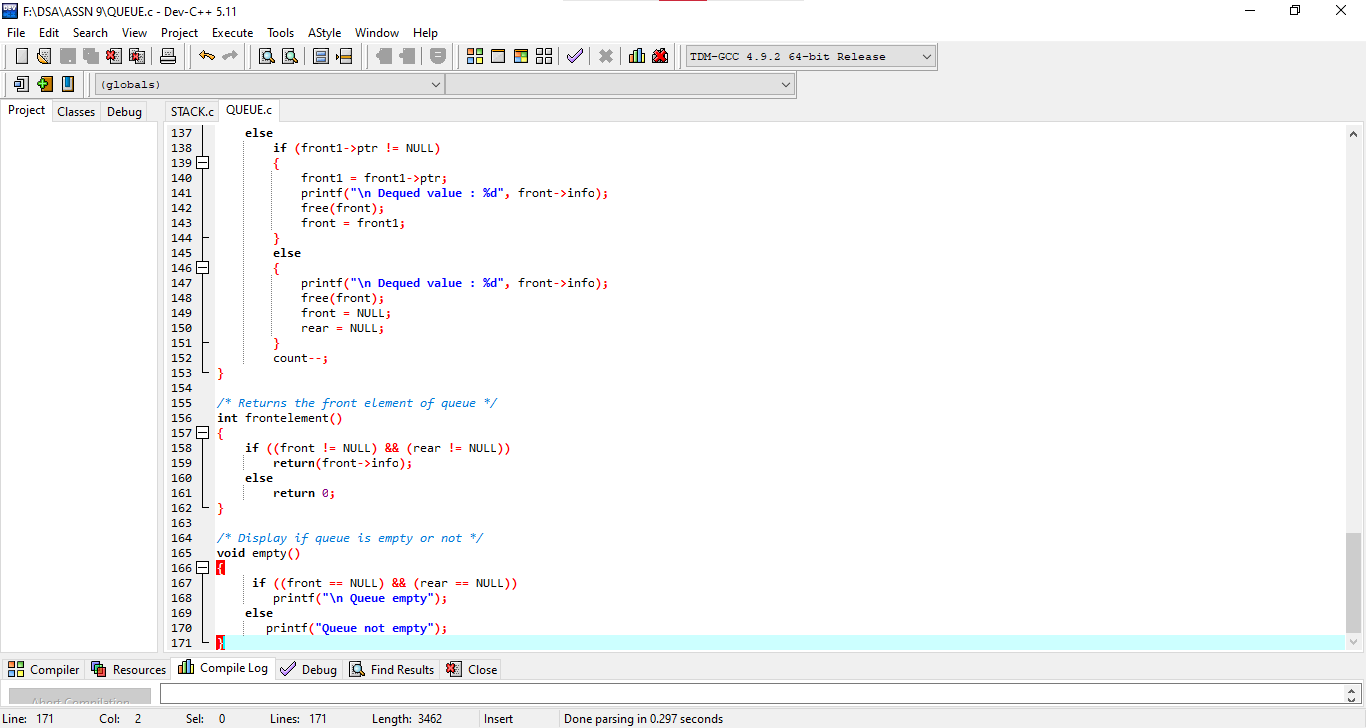 F:\DSA\ASSN 9\QUEUE.c - Dev-C++ 5.11
File Edit Search View Project Execute Tools AStyle Window Help
TDM-GCC 4.9.2 64-bit Release
(globals)
Project Classes Debug STACK.c QUEUE.c
137 else
138 if (front1->ptr != NULL)
139 {
140 front1 = front1->ptr;
141 printf("\n Dequed value : %d", front->info);
142 free(front);
143 front = front1;
144 }
145 else
146 {
147 printf("\n Dequed value : %d", front->info);
148 free(front);
149 front = NULL;
150 rear = NULL;
151 }
152 count--;
153 }
154
155 /* Returns the front element of queue */
156 int frontelement()
157 {
158 if ((front != NULL) && (rear != NULL))
159 return(front->info);
160 else
161 return 0;
162 }
163
164 /* Display if queue is empty or not */
165 void empty()
166 {
167 if ((front == NULL) && (rear == NULL))
168 printf("\n Queue empty");
169 else
170 printf("Queue not empty");
171 }
Compiler Resources Compile Log Debug Find Results Close
Abort Compilation
Line: 171 Col: 2 Sel: 0 Lines: 171 Length: 3462 Insert Done parsing in 0.297 seconds